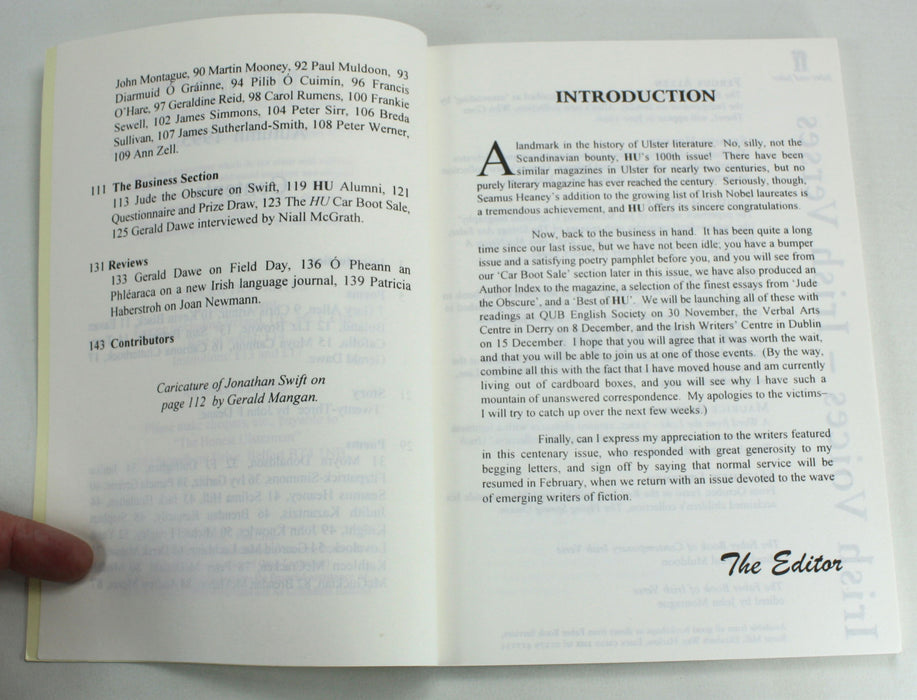 John Montague, 90 Martin Mooney, 92 Paul Muldoon, 93
Diarmuid Ó Gráinne, 94 Pilib Ó Cuimín, 96 Francis
O'Hare, 97 Geraldine Reid, 98 Carol Rumens, 100 Frankie
Sewell, 102 James Simmons, 104 Peter Sirr, 106 Breda
Sullivan, 107 James Sutherland-Smith, 108 Peter Werner,
109 Ann Zell.
111 The Business Section
113 Jude the Obscure on Swift, 119 HU Alumni, 121
Questionnaire and Prize Draw, 123 The HU Car Boot Sale,
125 Gerald Dawe interviewed by Niall McGrath.
131 Reviews
133 Gerald Dawe on Field Day, 136 Ó Pheann an
Phléaraca on a new Irish language journal, 139 Patricia
Haberstroh on Joan Newmann.
143 Contributors
Caricature of Jonathan Swift on
page 112 by Gerald Mangan.
INTRODUCTION
A landmark in the history of Ulster literature. No, silly, not the
Scandinavian bounty, HU's 100th issue! There have been
similar magazines in Ulster for nearly two centuries, but no
purely literary magazine has ever reached the century. Seriously, though,
Seamus Heaney's addition to the growing list of Irish Nobel laureates is
a tremendous achievement, and HU offers its sincere congratulations.
Now, back to the business in hand. It has been quite a long
time since our last issue, but we have not been idle, you have a bumper
issue and a satisfying poetry pamphlet before you, and you will see from
our 'Car Boot Sale' section later in this issue, we have also produced an
Author Index to the magazine, a selection of the finest essays from 'Jude
the Obscure', and a 'Best of HU'. We will be launching all of these with
readings at QUB English Society on 30 November, the Verbal Arts
Centre in Derry on 8 December, and the Irish Writers' Centre in Dublin
on 15 December. I hope that you will agree that it was worth the wait,
and that you will be able to join us at one of those events. (By the way,
combine all this with the fact that I have moved house and am currently
living out of cardboard boxes, and you will see why I have such a
mountain of unanswered correspondence. My apologies to the victims–
I will try to catch up over the next few weeks.)
Finally, can I express my appreciation to the writers featured
in this centenary issue, who responded with great generosity to my
begging letters, and sign off by saying that normal service will be
resumed in February, when we return with an issue devoted to the wave
of emerging writers of fiction.
The Editor